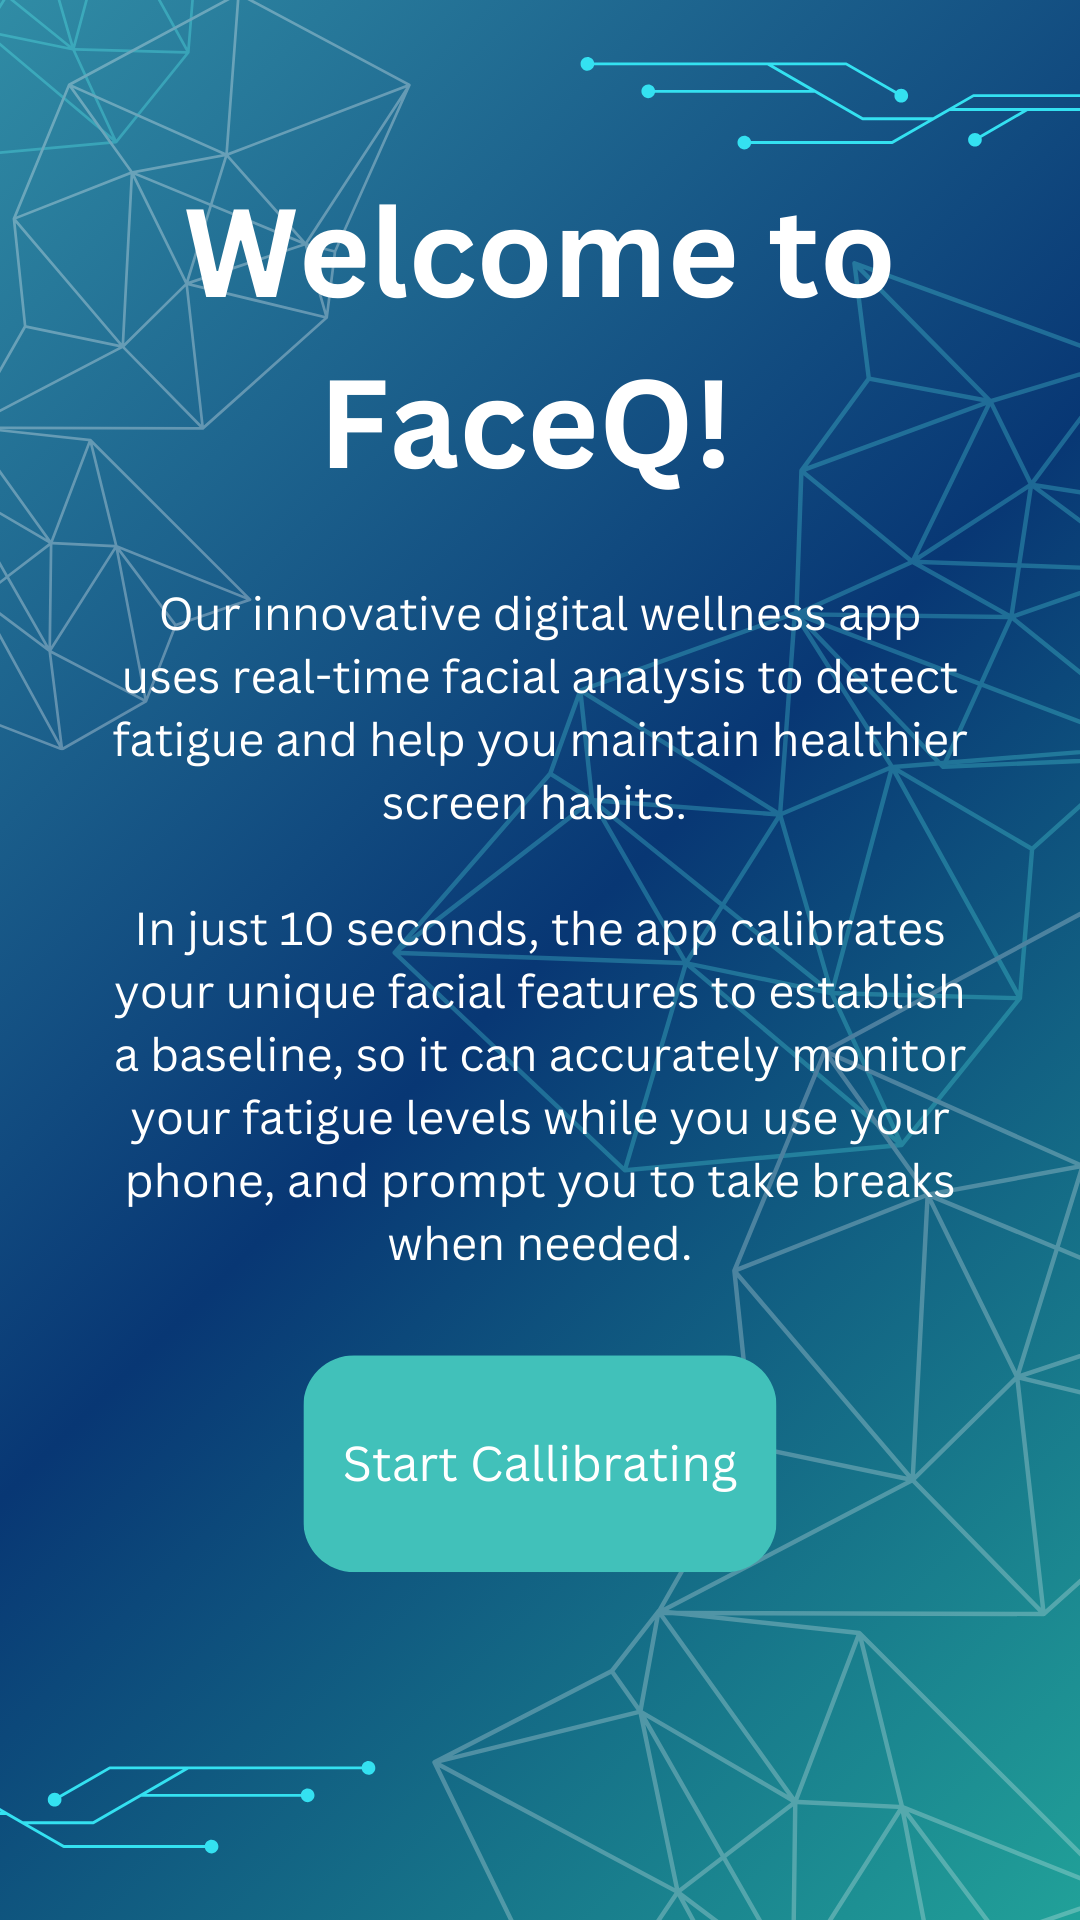 Welcome to
FaceQ!
Our innovative digital wellness app
uses real-time facial analysis to detect
fatigue and help you maintain healthier
screen habits.
In just 10 seconds, the app calibrates
your unique facial features to establish
a baseline, so it can accurately monitor
your fatigue levels while you use your
phone, and prompt you to take breaks
when needed.
Start Callibrating